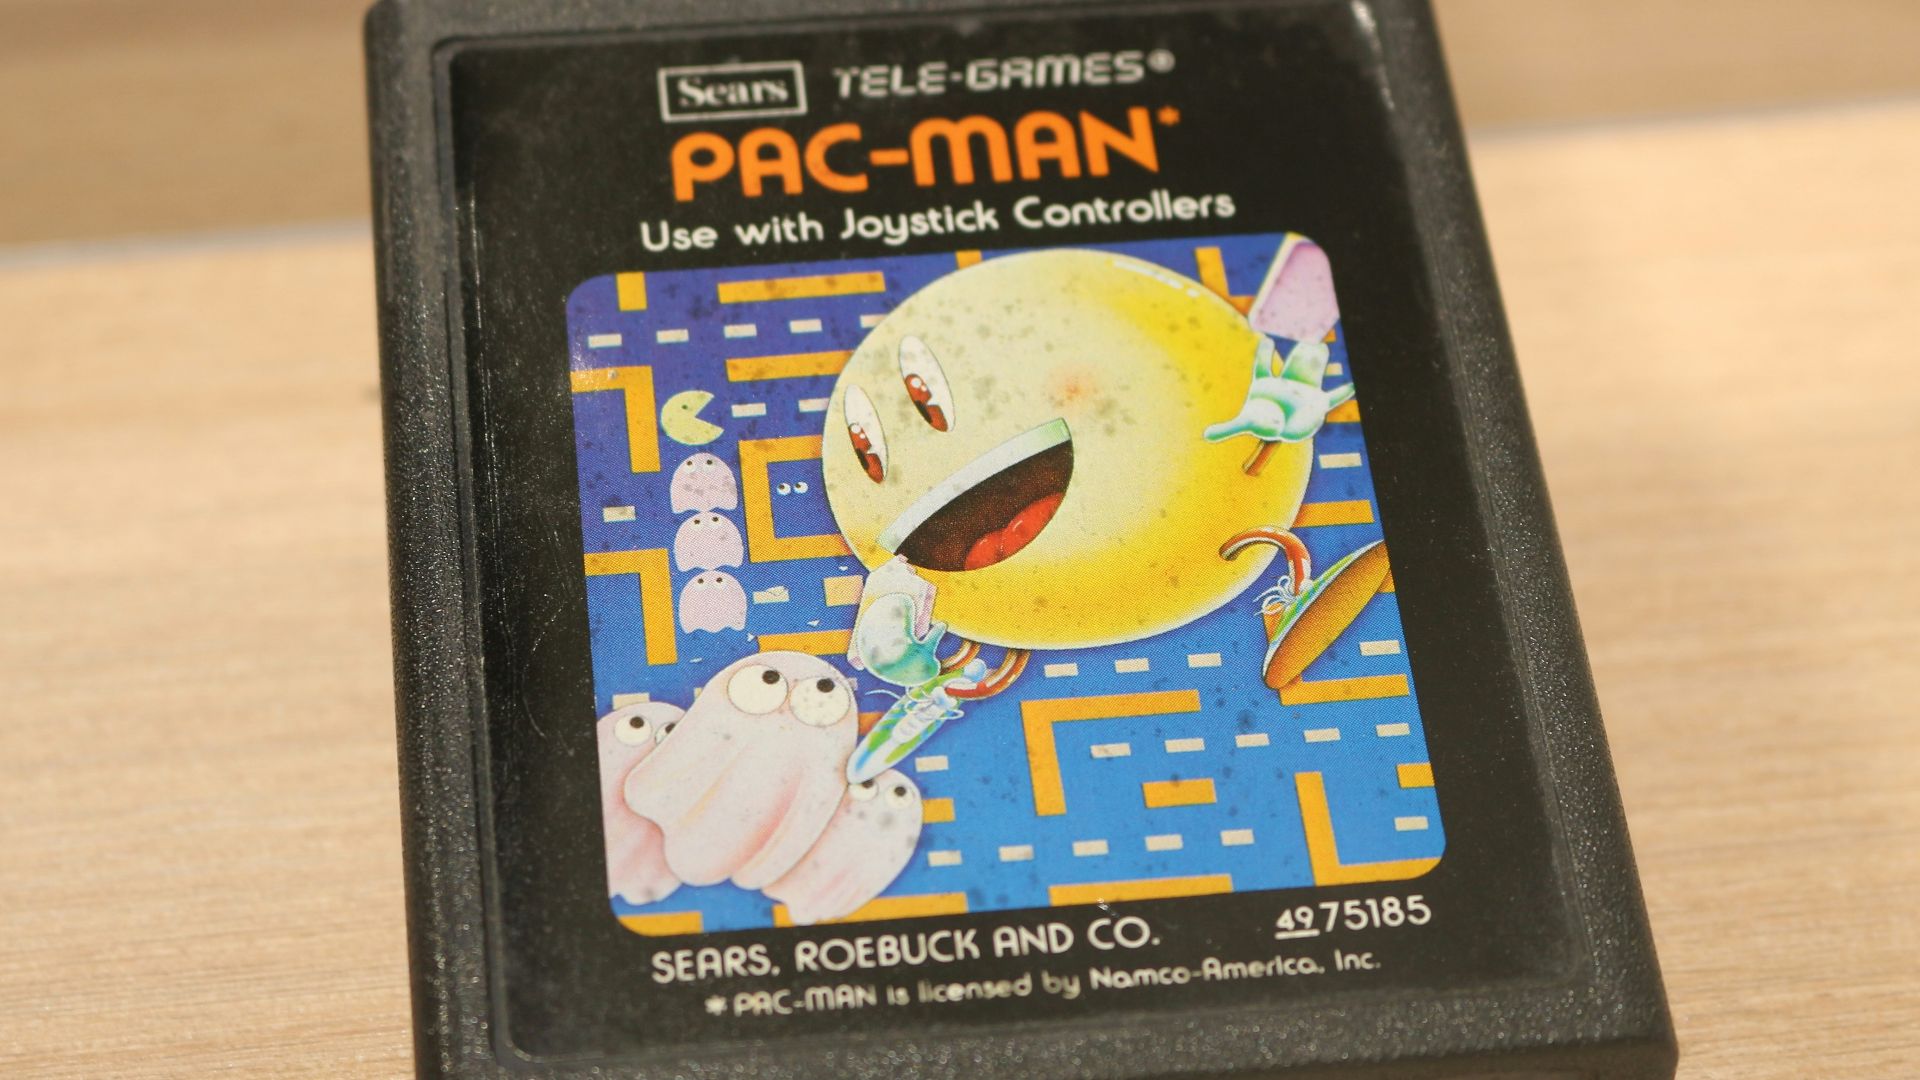 Sears TELE-GAMES®
PAC-MAN*
Use with Joystick Controllers
SEARS, ROEBUCK AND CO. 4975185
* PAC-MAN is licensed by Namco-America, Inc.